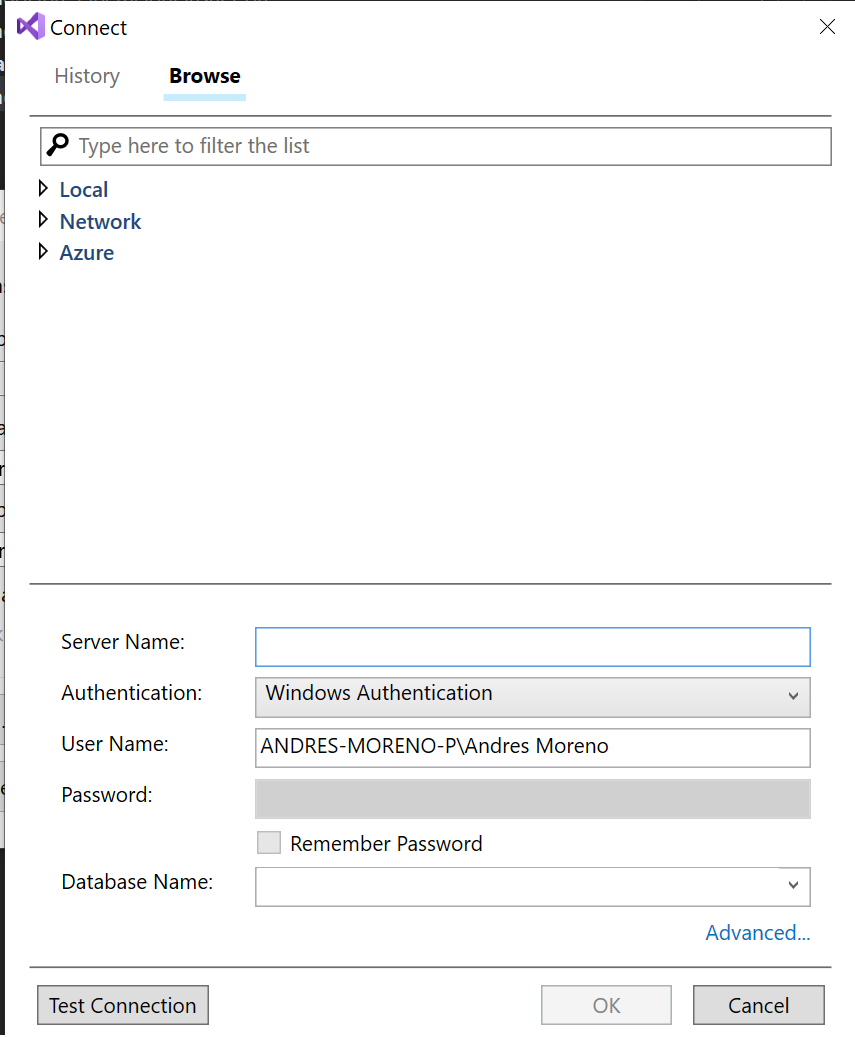 Connect
History Browse
Type here to filter the list
Local
Network
Azure
Server Name:
Authentication: Windows Authentication
User Name: ANDRES-MORENO-P\Andres Moreno
Password:
Remember Password
Database Name:
Advanced...
Test Connection OK Cancel